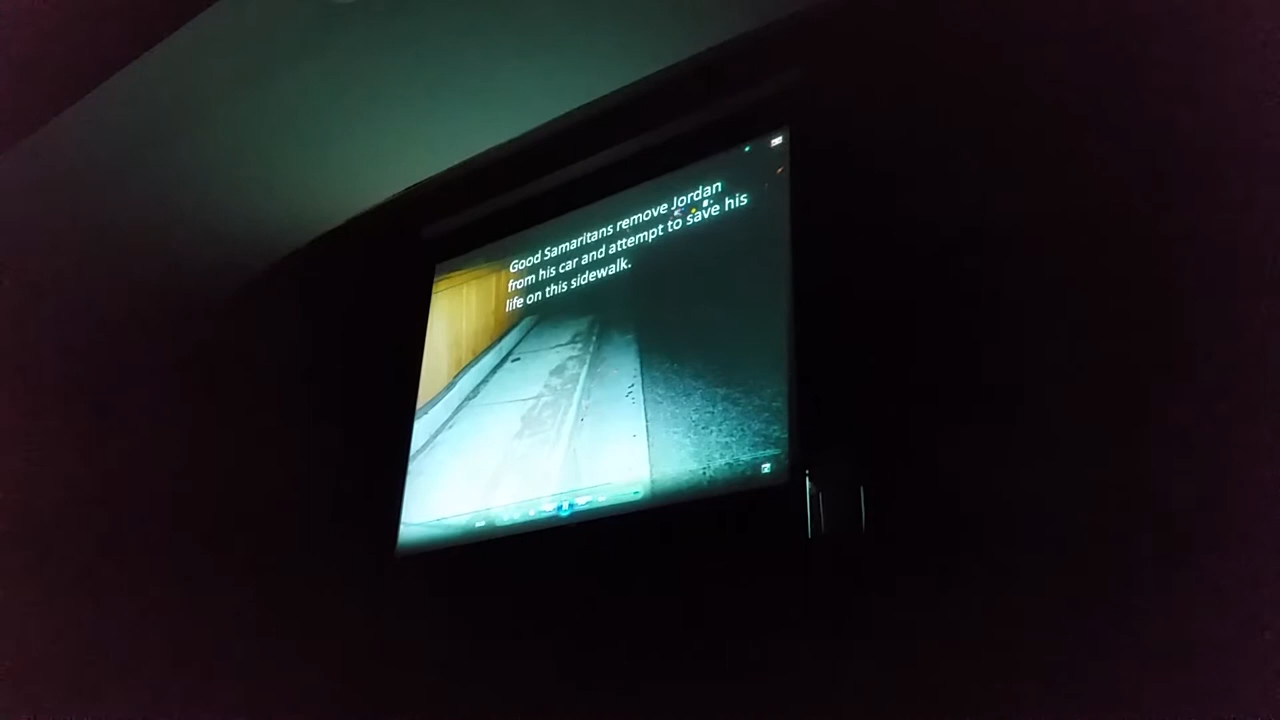 Good Samaritans remove Jordan
from his car and attempt to save his
life on this sidewalk.